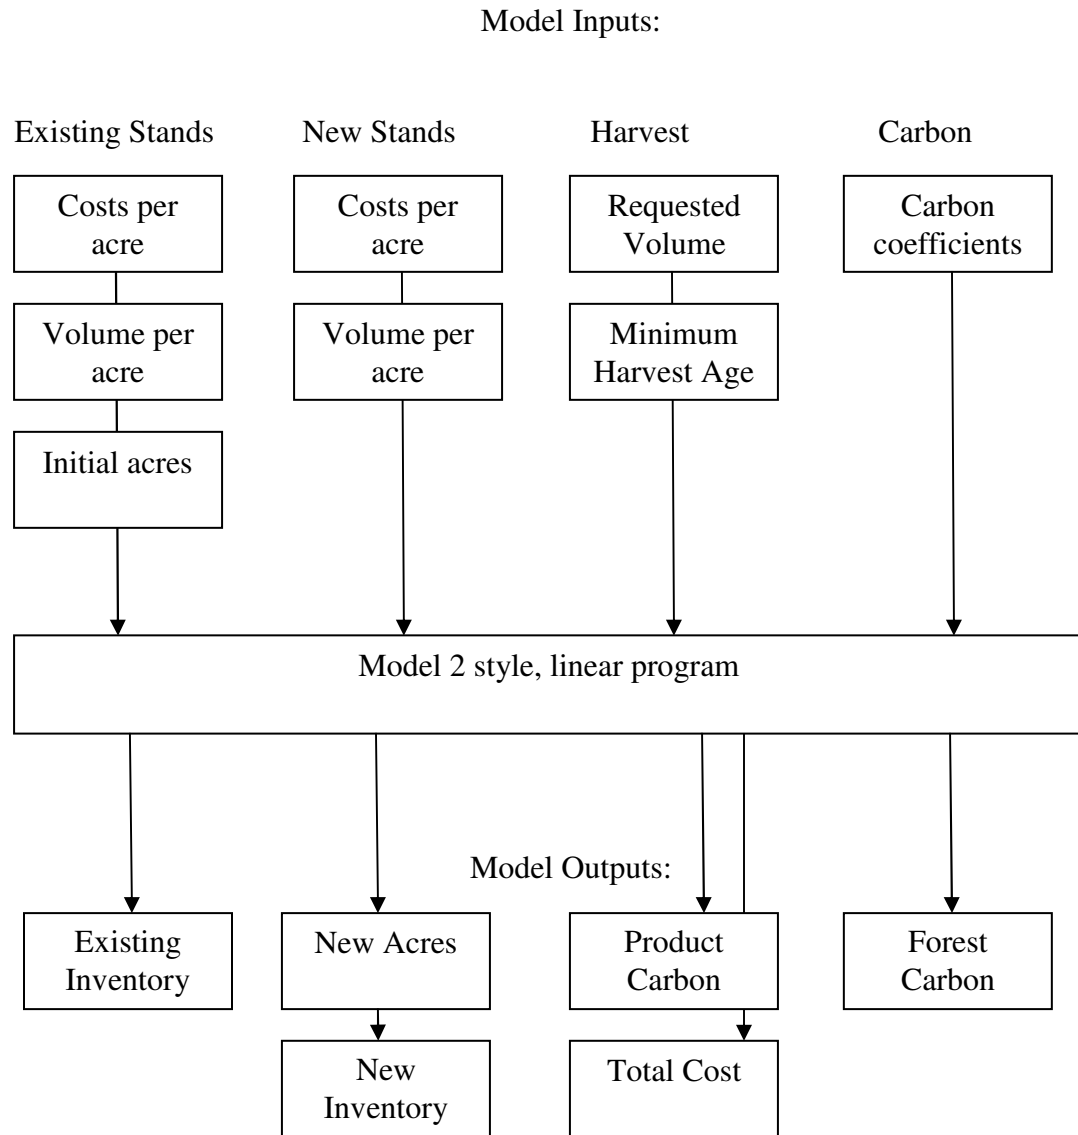 Model Inputs:
Existing Stands
New Stands
Harvest
Carbon
Costs per
acre
Costs per
acre
Requested
Volume
Carbon
coefficients
Volume per
acre
Volume per
acre
Minimum
Harvest Age
Initial acres
Model 2 style, linear program
Model Outputs:
Existing
Inventory
New Acres
Product
Carbon
Forest
Carbon
New
Inventory
Total Cost